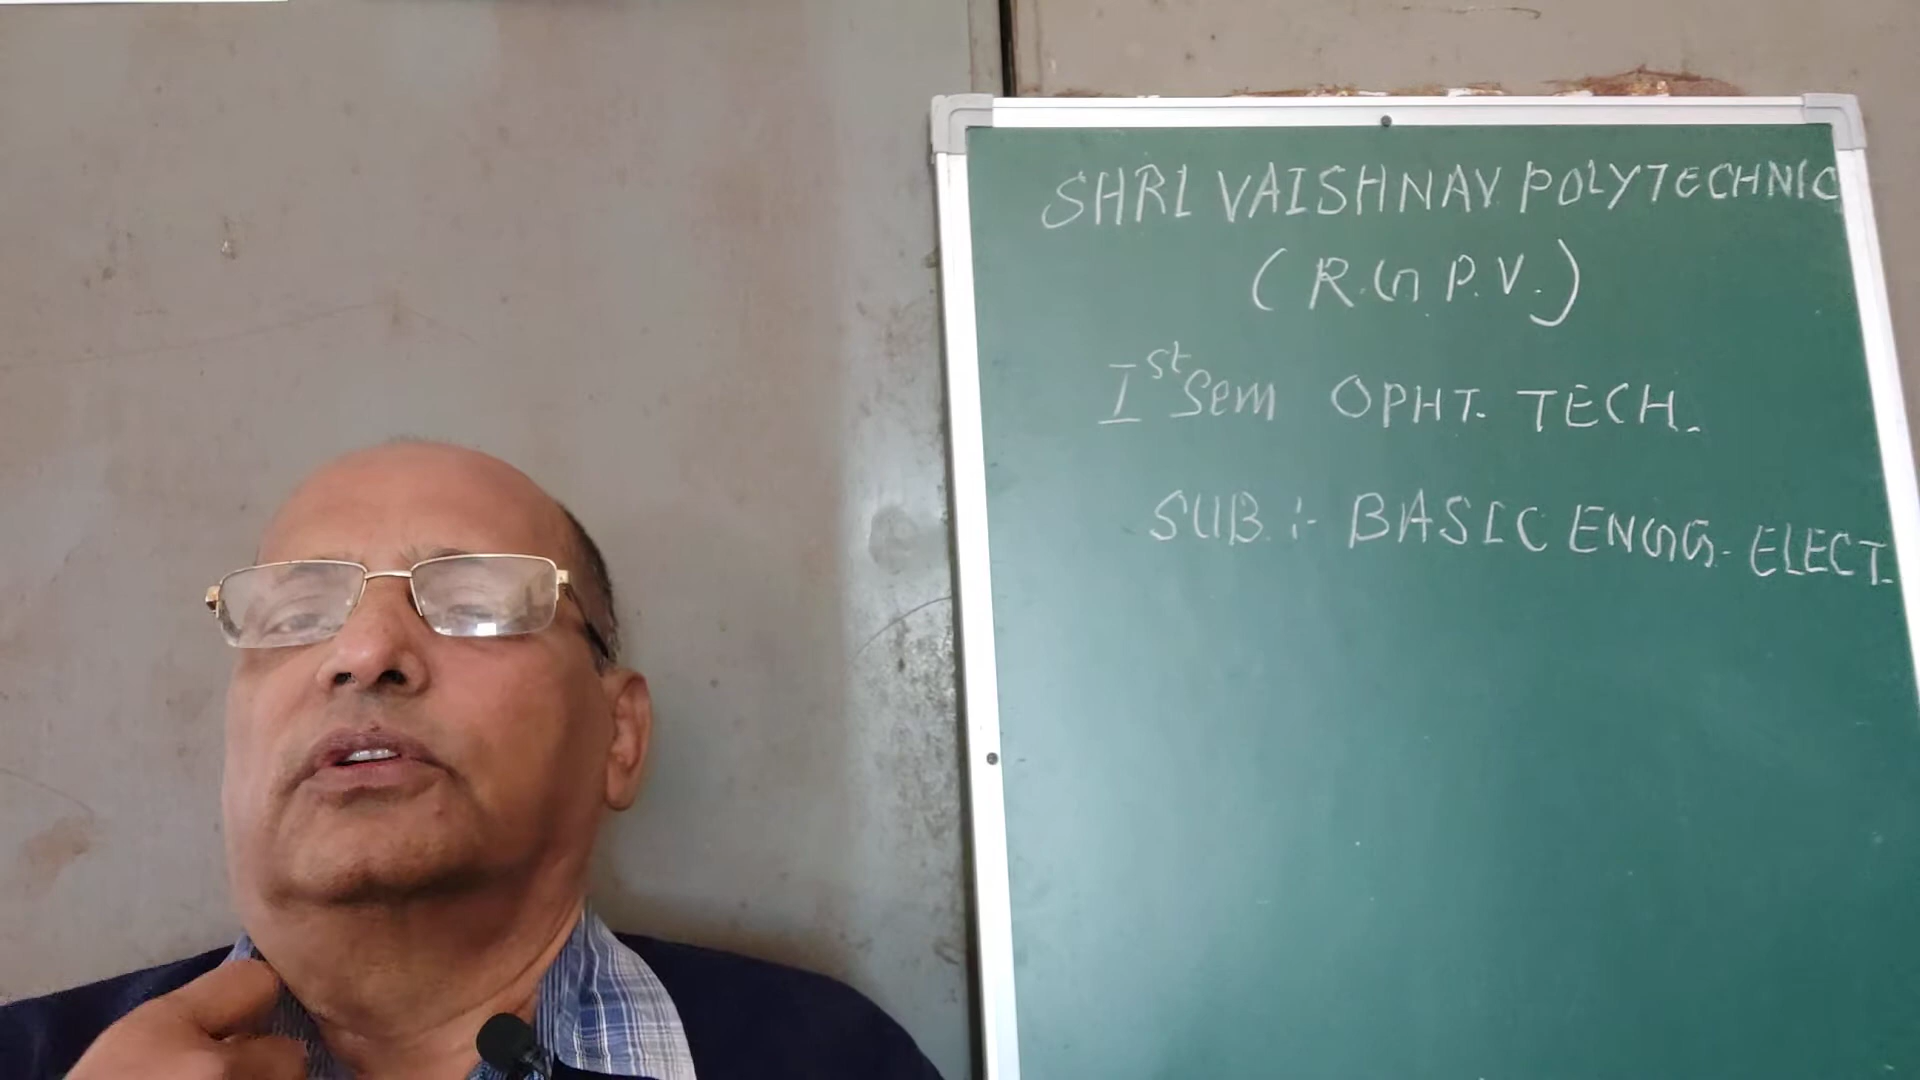 SHRI VAISHNAV POLYTECHNIC
(R.G.P.V.)
Ist Sem OPHT. TECH.
SUB :- BASIC ENGG. ELECT.